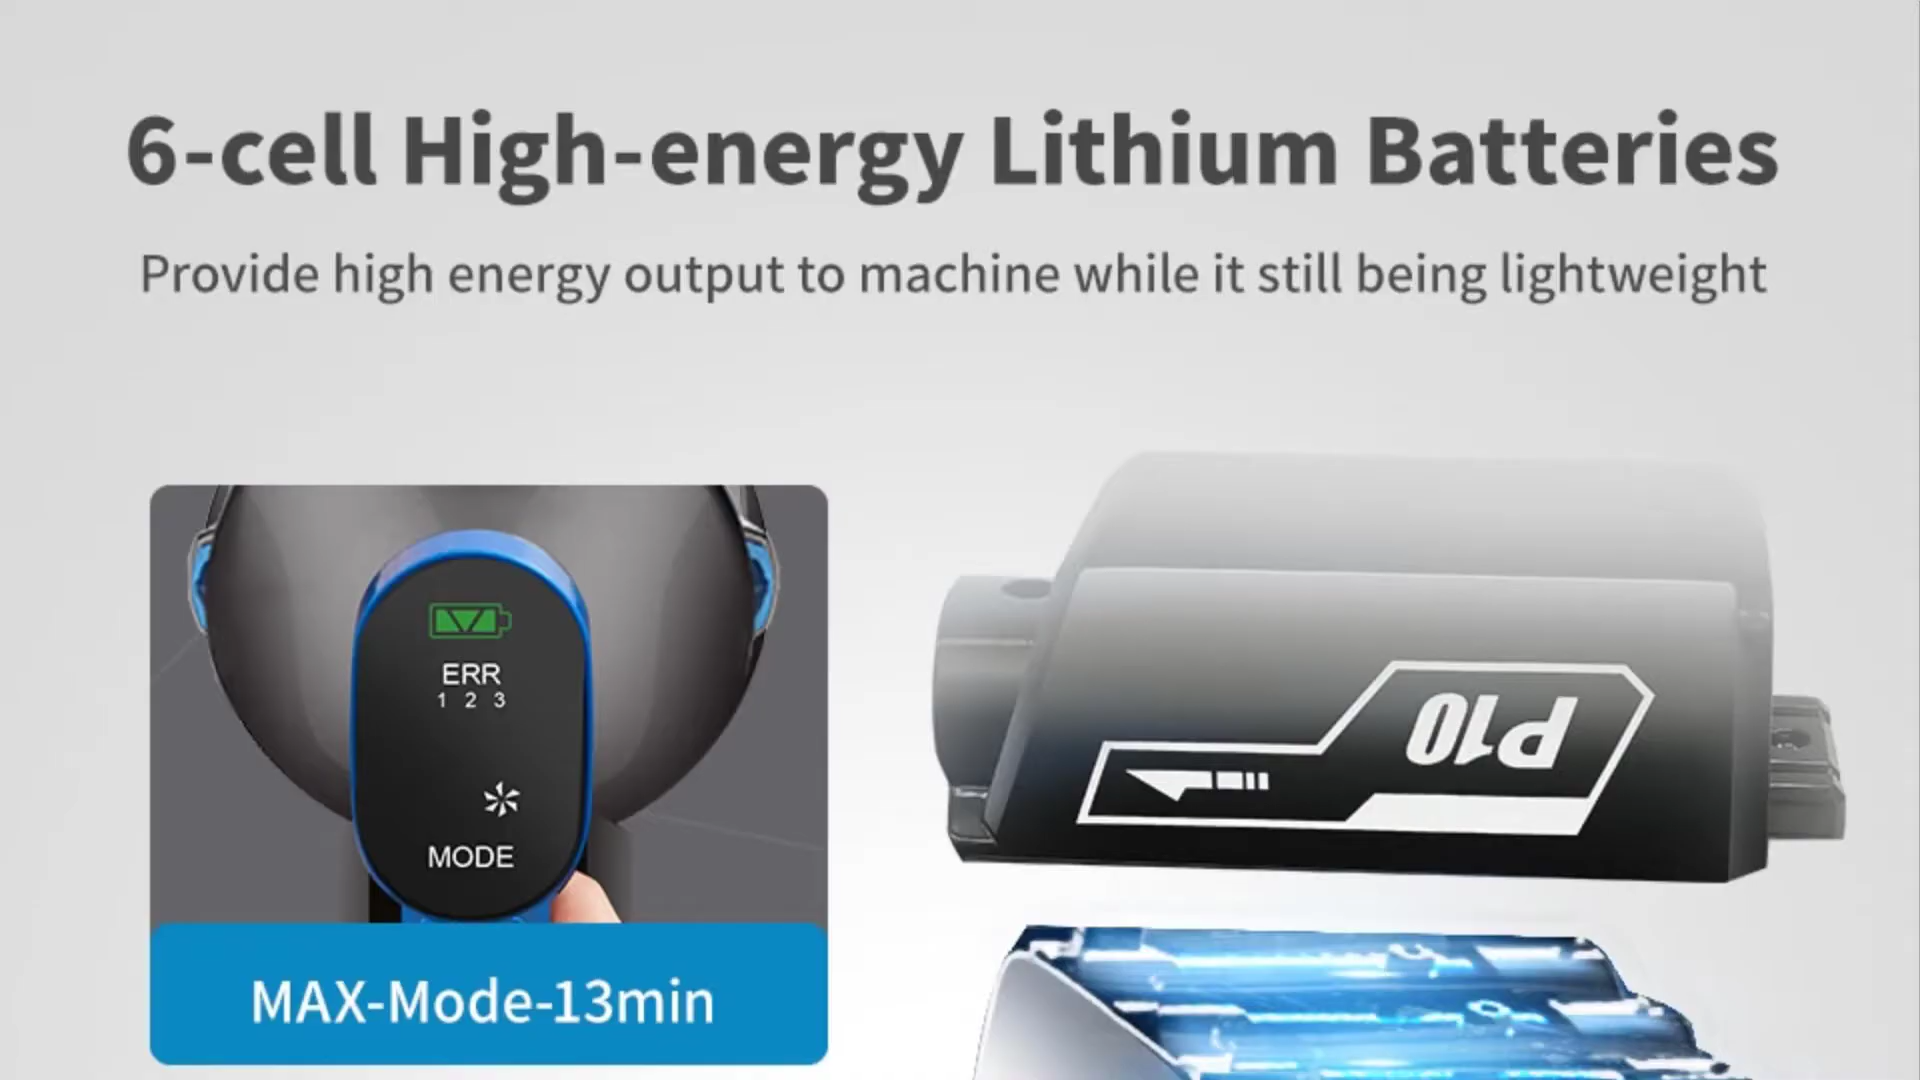 6-cell High-energy Lithium Batteries
Provide high energy output to machine while it still being lightweight
ERR
1 2 3
MODE
MAX-Mode-13min
P10